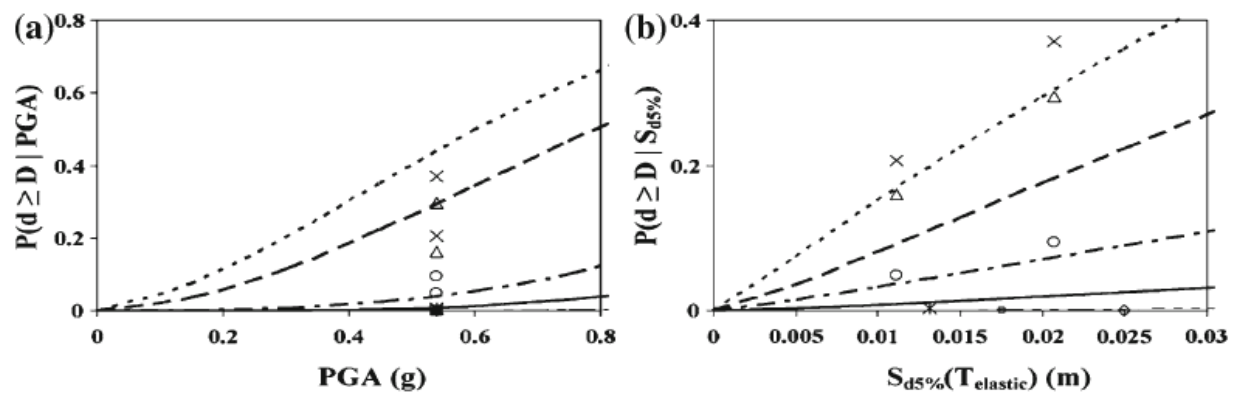 (a)
0.8
0.6
0.4
0.2
0
0 0.2 0.4 0.6 0.8
P(d ≥ D | PGA)
PGA (g)
(b)
0.4
0.2
0
0 0.005 0.01 0.015 0.02 0.025 0.03
P(d ≥ D | Sd5%)
Sd5%(Telastic) (m)